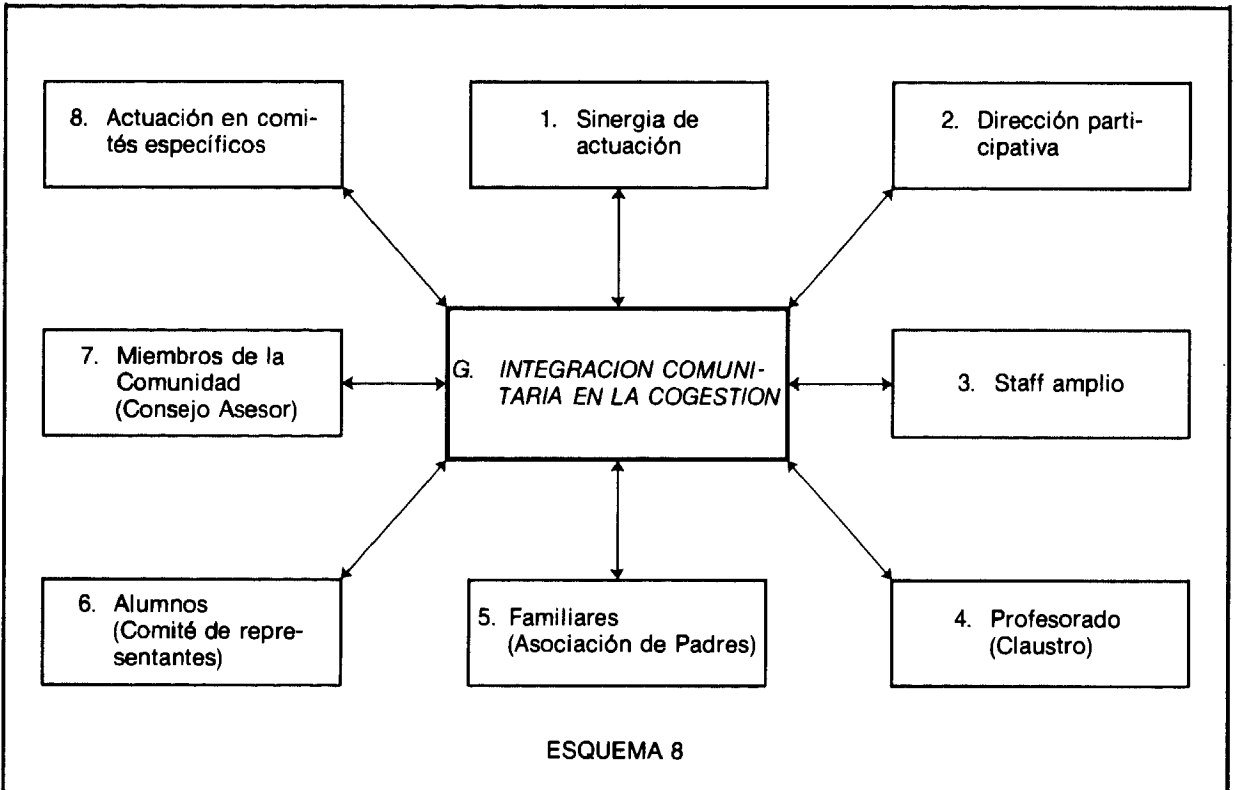 8. Actuación en comi-
tés específicos
1. Sinergia de
actuación
2. Dirección parti-
cipativa
7. Miembros de la
Comunidad
(Consejo Asesor)
G. INTEGRACION COMUNI-
TARIA EN LA COGESTION
3. Staff amplio
6. Alumnos
(Comité de repre-
sentantes)
5. Familiares
(Asociación de Padres)
4. Profesorado
(Claustro)
ESQUEMA 8